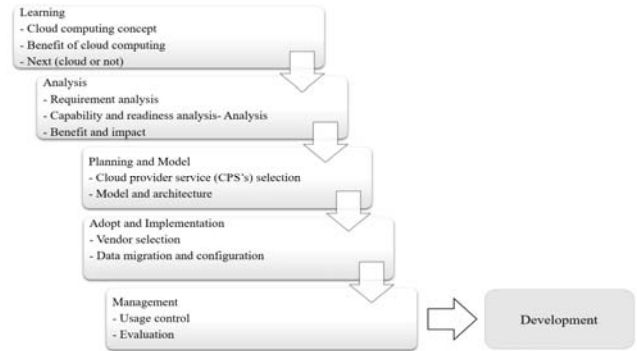 Learning
- Cloud computing concept
- Benefit of cloud computing
- Next (cloud or not)
Analysis
- Requirement analysis
- Capability and readiness analysis- Analysis
- Benefit and impact
Planning and Model
- Cloud provider service (CPS's) selection
- Model and architecture
Adopt and Implementation
- Vendor selection
- Data migration and configuration
Management
- Usage control
- Evaluation
Development